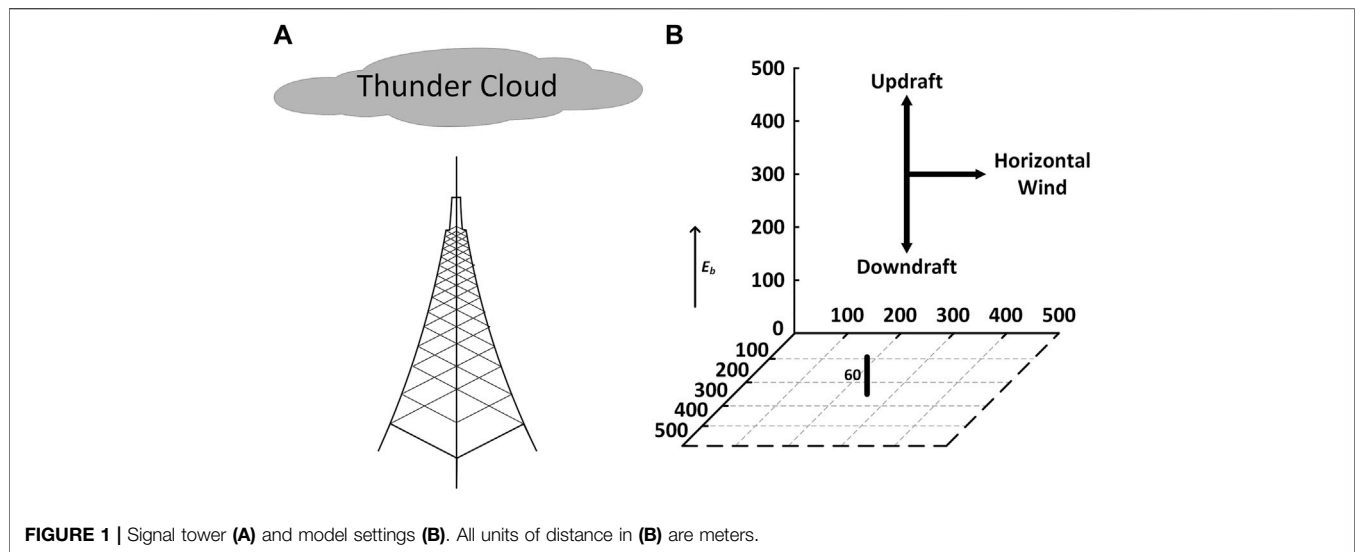 A
Thunder Cloud
B
500
400
300
200
100
0
Updraft
Horizontal
Wind
Downdraft
E_b
100 200 300 400 500
100
200
300
400
500
60
FIGURE 1 | Signal tower (A) and model settings (B). All units of distance in (B) are meters.